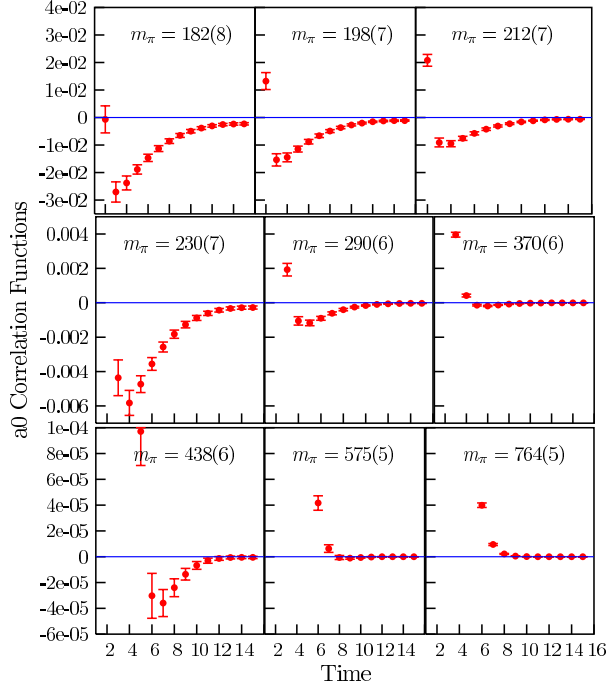 4e-02
3e-02
2e-02
1e-02
0
-1e-02
-2e-02
-3e-02
m_π = 182(8)
m_π = 198(7)
m_π = 212(7)
0.004
0.002
0
-0.002
-0.004
-0.006
m_π = 230(7)
m_π = 290(6)
m_π = 370(6)
1e-04
8e-05
6e-05
4e-05
2e-05
0
-2e-05
-4e-05
-6e-05
m_π = 438(6)
m_π = 575(5)
m_π = 764(5)
2 4 6 8 10 12 14 2 4 6 8 10 12 14 2 4 6 8 10 12 14 16
Time
a0 Correlation Functions